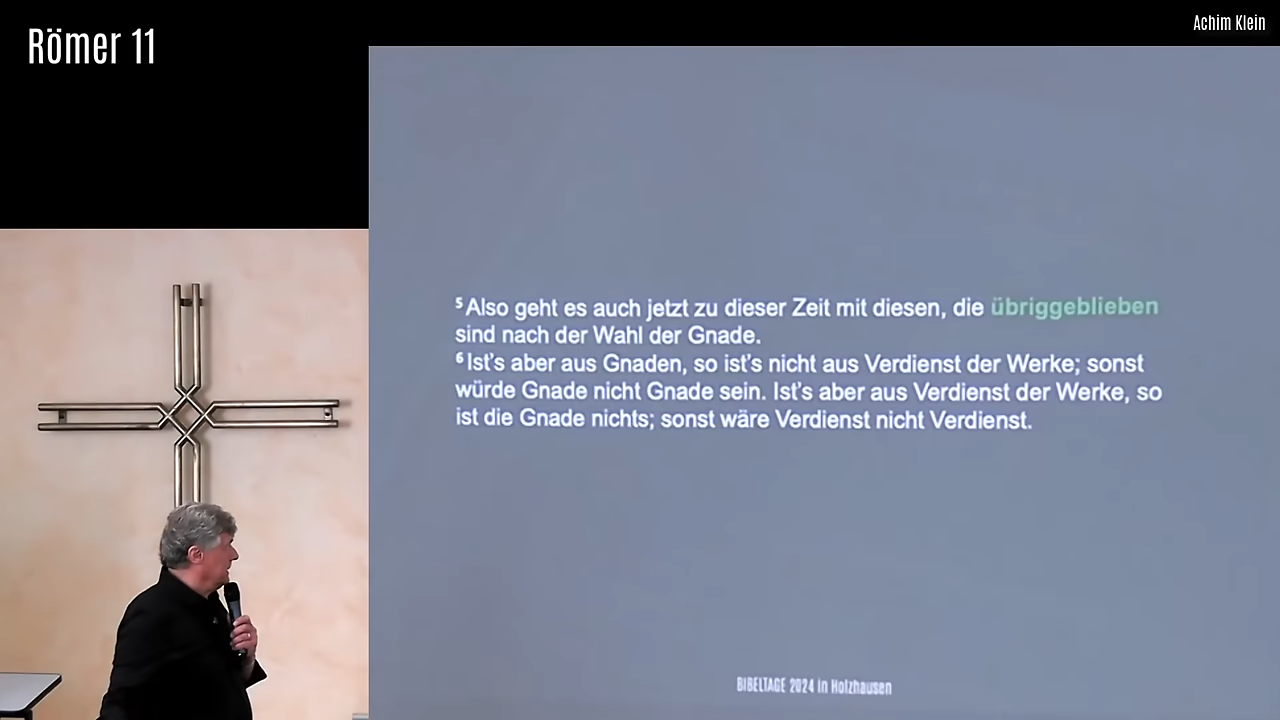 Römer 11
Achim Klein
⁵ Also geht es auch jetzt zu dieser Zeit mit diesen, die übriggeblieben
sind nach der Wahl der Gnade.
⁶ Ist's aber aus Gnaden, so ist's nicht aus Verdienst der Werke; sonst
würde Gnade nicht Gnade sein. Ist's aber aus Verdienst der Werke, so
ist die Gnade nichts; sonst wäre Verdienst nicht Verdienst.
BIBELTAGE 2024 in Holzhausen